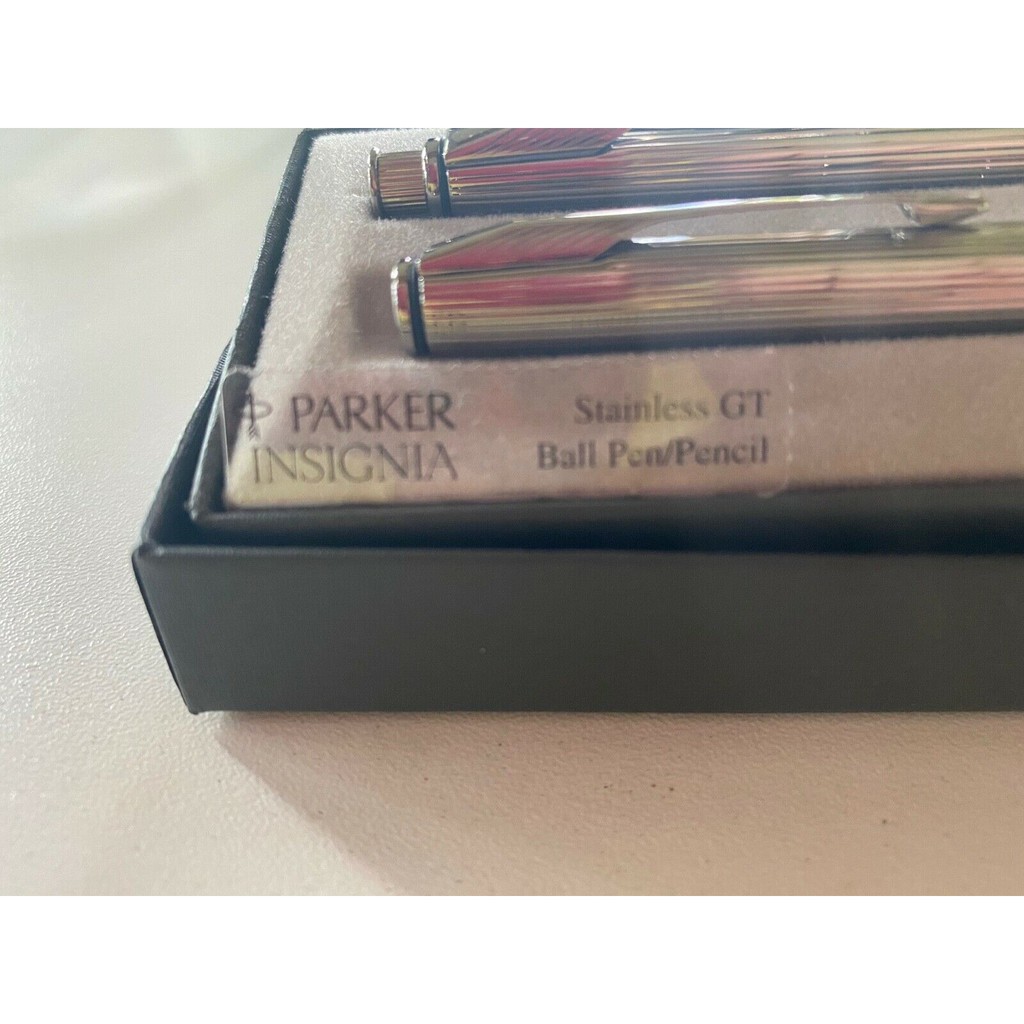 PARKER
INSIGNIA
Stainless GT
Ball Pen/Pencil